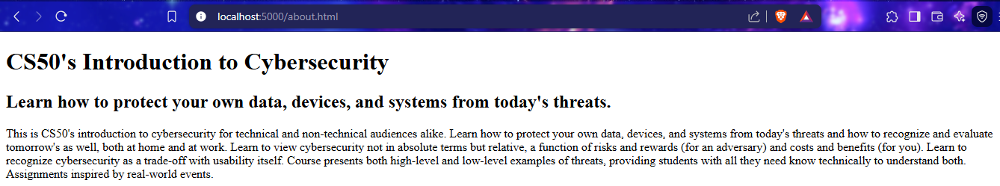 localhost:5000/about.html
CS50's Introduction to Cybersecurity
Learn how to protect your own data, devices, and systems from today's threats.
This is CS50's introduction to cybersecurity for technical and non-technical audiences alike. Learn how to protect your own data, devices, and systems from today's threats and how to recognize and evaluate
tomorrow's as well, both at home and at work. Learn to view cybersecurity not in absolute terms but relative, a function of risks and rewards (for an adversary) and costs and benefits (for you). Learn to
recognize cybersecurity as a trade-off with usability itself. Course presents both high-level and low-level examples of threats, providing students with all they need know technically to understand both.
Assignments inspired by real-world events.